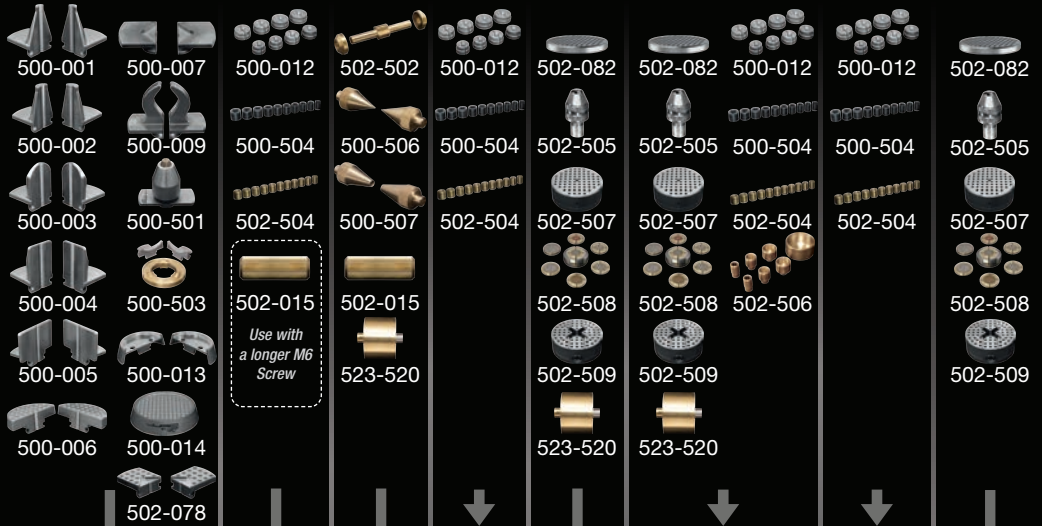 500-001 500-007 500-012 502-502 500-012 502-082 502-082 500-012 500-012 502-082
500-002 500-009 500-504 500-506 500-504 502-505 502-505 500-504 500-504 502-505
500-003 500-501 502-504 500-507 502-504 502-507 502-507 502-504 502-504 502-507
500-004 500-503 502-015 502-015 502-508 502-508 502-506 502-508
Use with
a longer M6
Screw
500-005 500-013 523-520 502-509 502-509 502-509
500-006 500-014 523-520 523-520
502-078